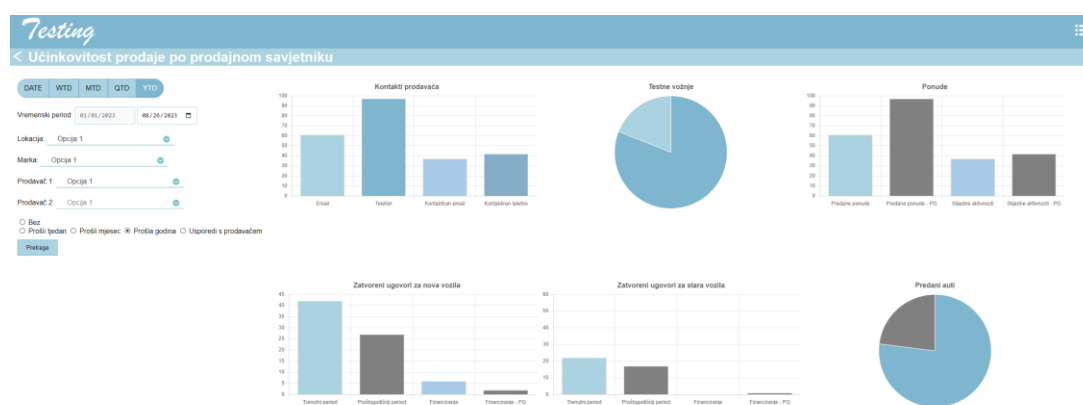 Testing
< Učinkovitost prodaje po prodajnom savjetniku
DATE WTD MTD QTD YTD
Vremenski period: 01/01/2023 08/26/2023
Lokacija: Opcija 1
Marka: Opcija 1
Prodavač 1: Opcija 1
Prodavač 2: Opcija 1
Bez
Prošli tjedan Prošli mjesec Prošla godina Usporedi s prodavačem
Pretraga
Kontakti prodavača
100
90
80
70
60
50
40
30
20
10
0
Email Telefon Kontaktiran email Kontaktiran telefon
Testne vožnje
Ponude
100
90
80
70
60
50
40
30
20
10
0
Predane ponude Predane ponude - PG Slijedne aktivnosti Slijedne aktivnosti - PG
Zatvoreni ugovori za nova vozila
45
40
35
30
25
20
15
10
5
0
Trenutni period Prošlogodišnji period Financiranje Financiranje - PG
Zatvoreni ugovori za stara vozila
60
50
40
30
20
10
0
Trenutni period Prošlogodišnji period Financiranje Financiranje - PG
Predani auti